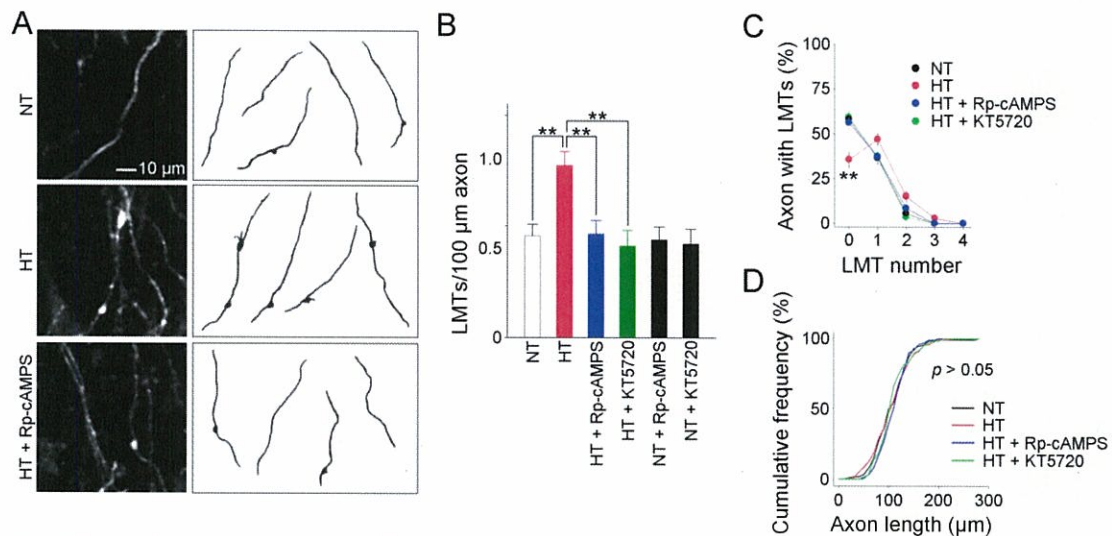 A
NT
10 µm
HT
HT + Rp-cAMPS
B
LMTs/100 µm axon
1.0
0.5
0
**
**
**
NT
HT
HT + Rp-cAMPS
HT + KT5720
NT + Rp-cAMPS
NT + KT5720
C
Axon with LMTs (%)
100
75
50
25
0
NT
HT
HT + Rp-cAMPS
HT + KT5720
**
0 1 2 3 4
LMT number
D
Cumulative frequency (%)
100
50
0
p > 0.05
NT
HT
HT + Rp-cAMPS
HT + KT5720
0 100 200 300
Axon length (µm)